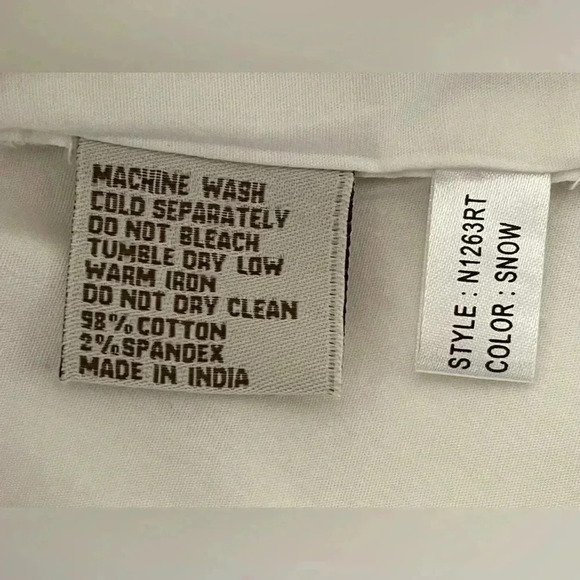 MACHINE WASH
COLD SEPARATELY
DO NOT BLEACH
TUMBLE DRY LOW
WARM IRON
DO NOT DRY CLEAN
98% COTTON
2% SPANDEX
MADE IN INDIA
STYLE : N1263RT
COLOR : SNOW